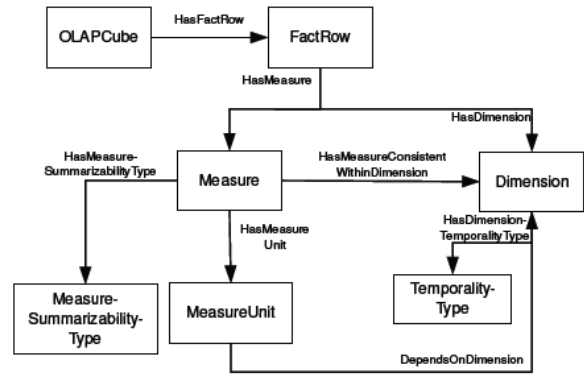 HasFactRow
OLAPCube
FactRow
HasMeasure
HasDimension
HasMeasure-
SummarizabilityType
HasMeasureConsistent
WithinDimension
Measure
Dimension
HasMeasure
Unit
HasDimension-
TemporalityType
Measure-
Summarizability-
Type
MeasureUnit
Temporality-
Type
DependsOnDimension